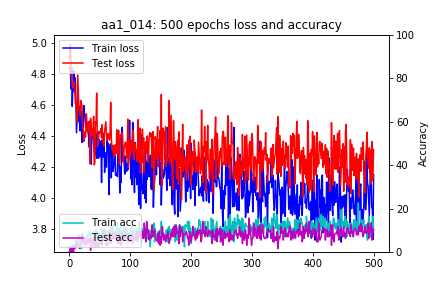 aa1_014: 500 epochs loss and accuracy
Train loss
Test loss
Train acc
Test acc
Loss
Accuracy
5.0
4.8
4.6
4.4
4.2
4.0
3.8
100
80
60
40
20
0
0 100 200 300 400 500